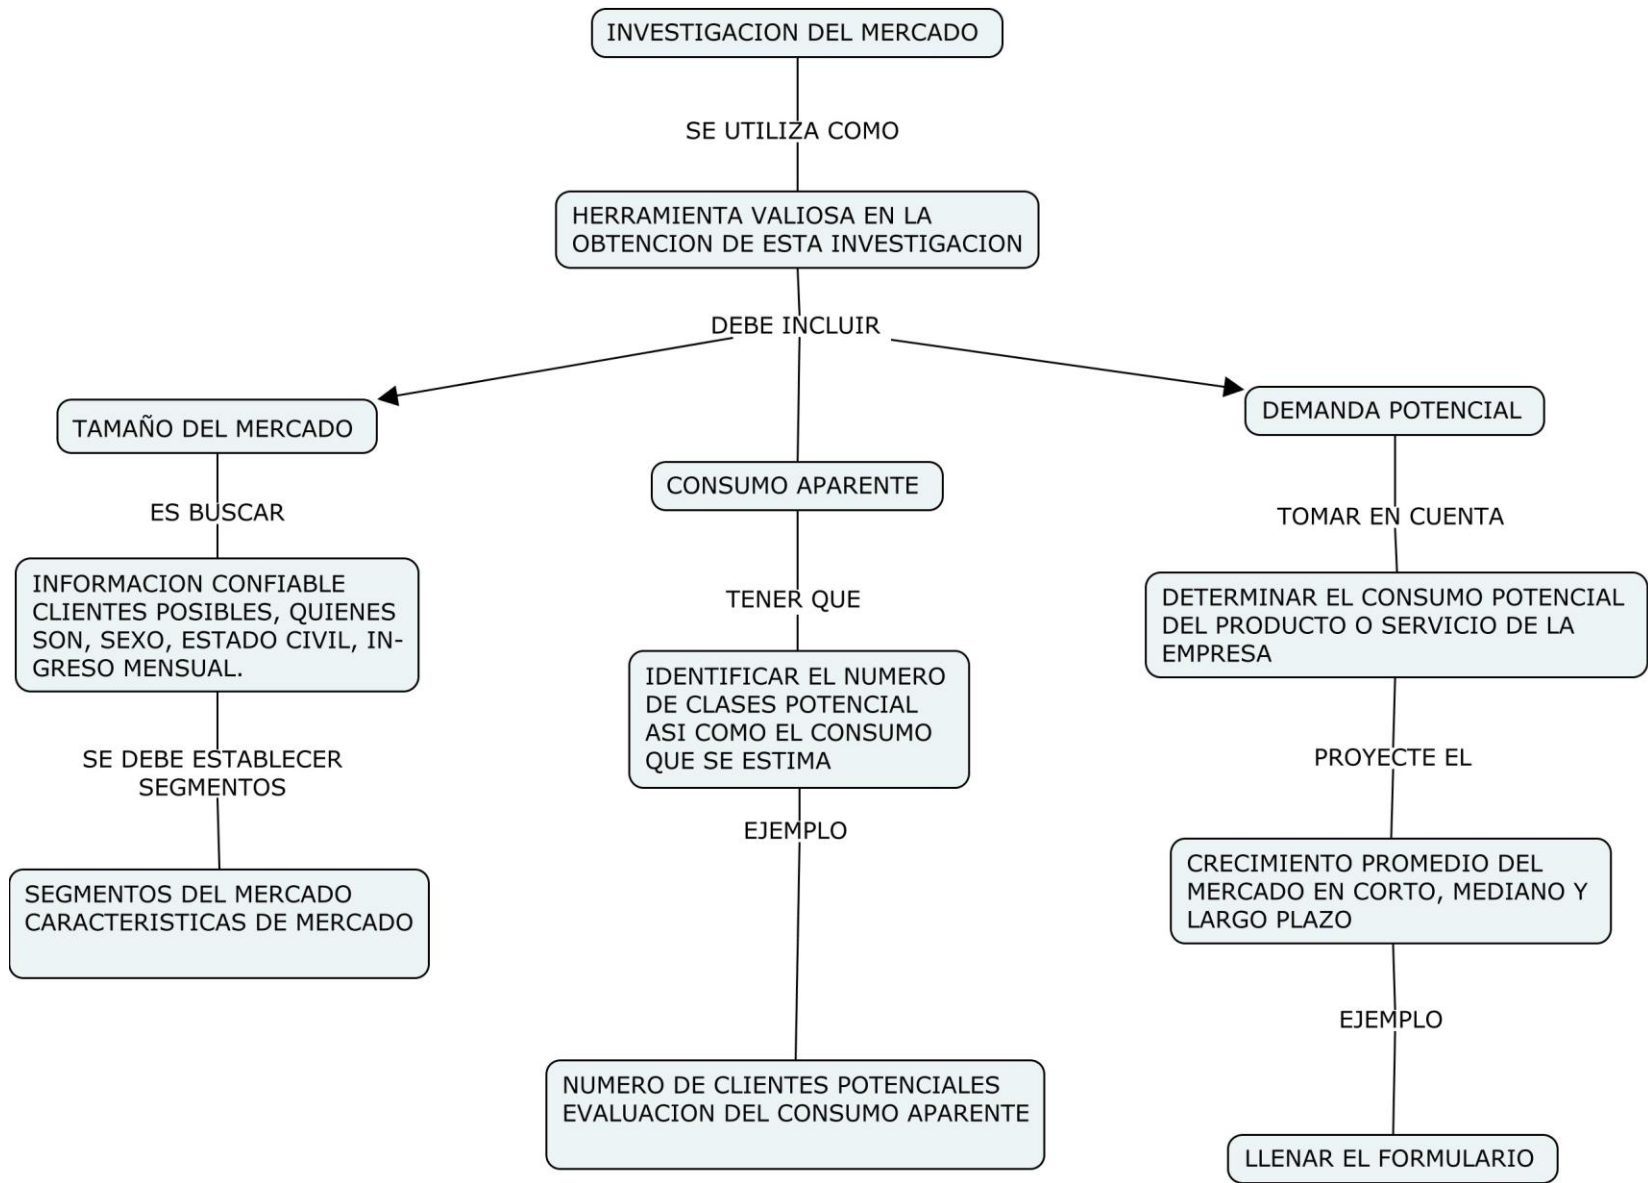 INVESTIGACION DEL MERCADO
SE UTILIZA COMO
HERRAMIENTA VALIOSA EN LA
OBTENCION DE ESTA INVESTIGACION
DEBE INCLUIR
TAMAÑO DEL MERCADO
ES BUSCAR
INFORMACION CONFIABLE
CLIENTES POSIBLES, QUIENES
SON, SEXO, ESTADO CIVIL, IN-
GRESO MENSUAL.
SE DEBE ESTABLECER
SEGMENTOS
SEGMENTOS DEL MERCADO
CARACTERISTICAS DE MERCADO
CONSUMO APARENTE
TENER QUE
IDENTIFICAR EL NUMERO
DE CLASES POTENCIAL
ASI COMO EL CONSUMO
QUE SE ESTIMA
EJEMPLO
NUMERO DE CLIENTES POTENCIALES
EVALUACION DEL CONSUMO APARENTE
DEMANDA POTENCIAL
TOMAR EN CUENTA
DETERMINAR EL CONSUMO POTENCIAL
DEL PRODUCTO O SERVICIO DE LA
EMPRESA
PROYECTE EL
CRECIMIENTO PROMEDIO DEL
MERCADO EN CORTO, MEDIANO Y
LARGO PLAZO
EJEMPLO
LLENAR EL FORMULARIO